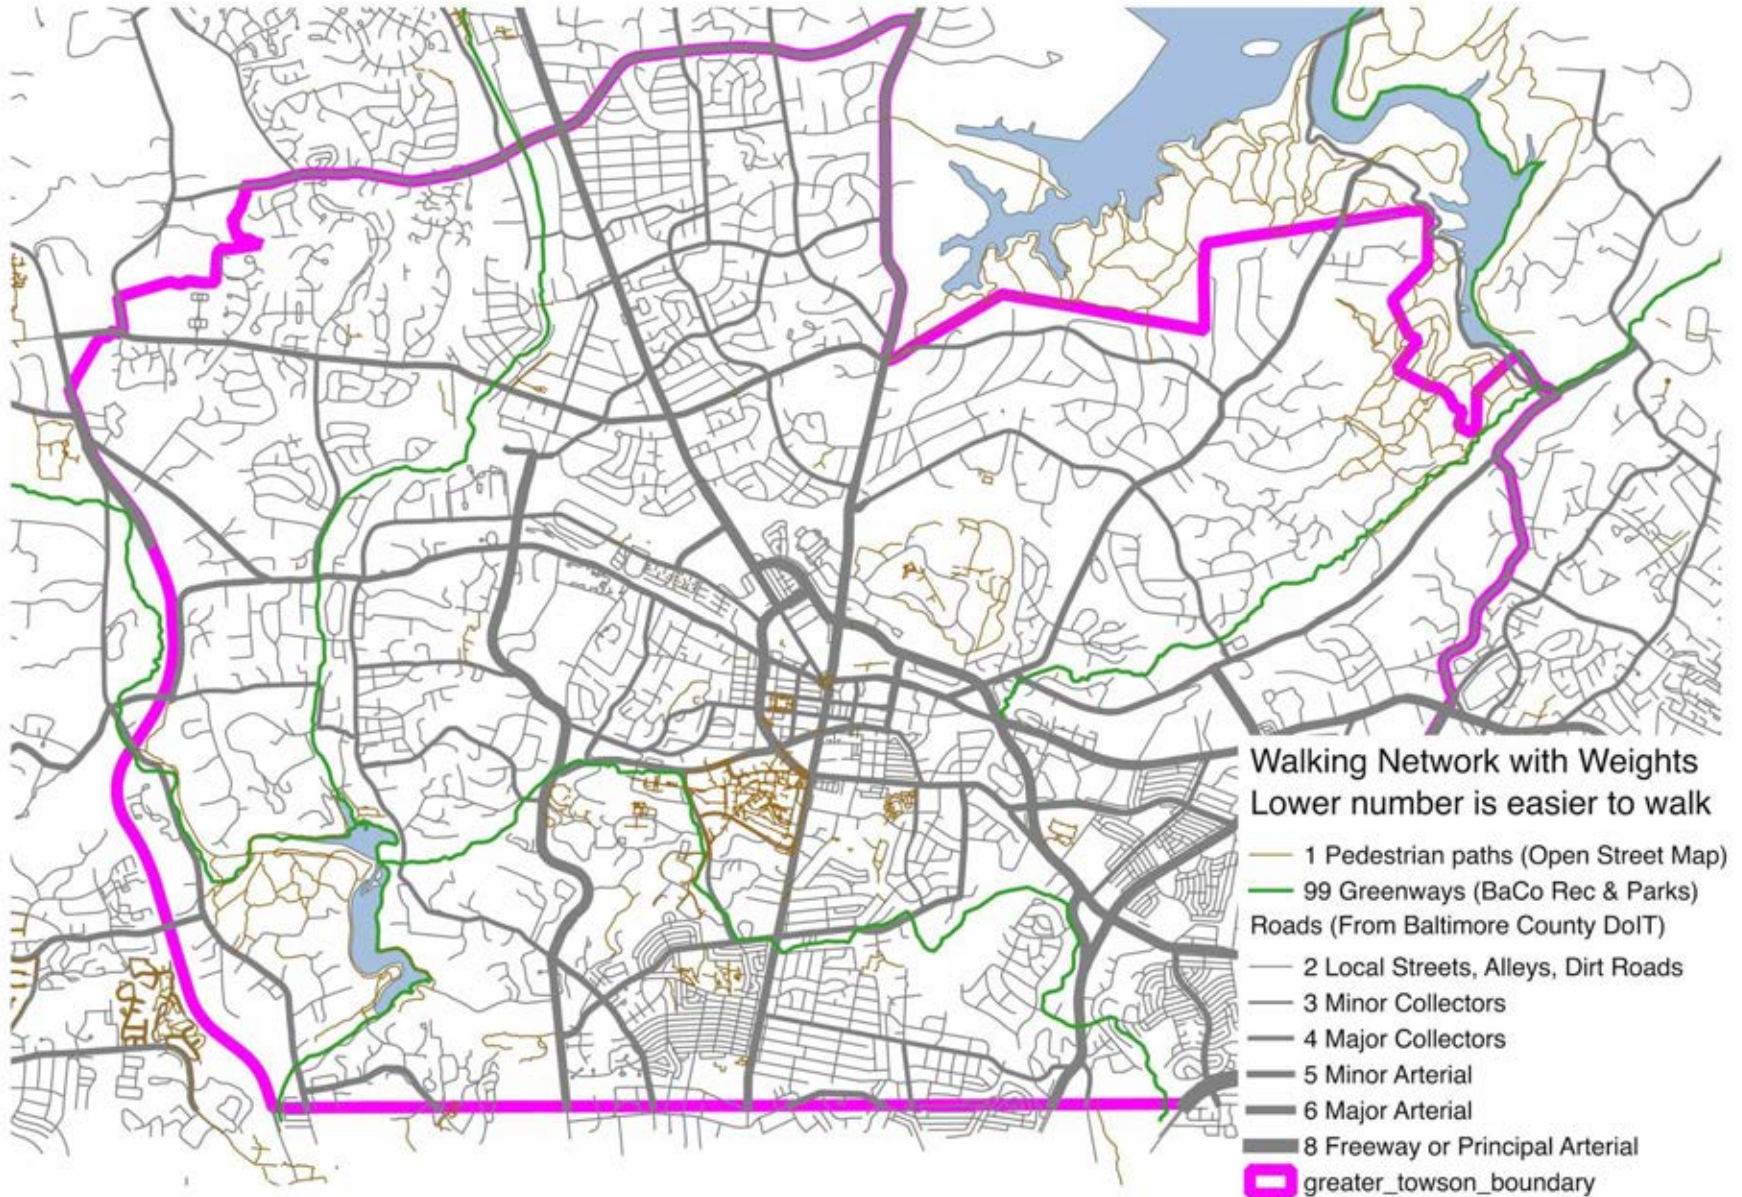 Walking Network with Weights
Lower number is easier to walk
1 Pedestrian paths (Open Street Map)
99 Greenways (BaCo Rec & Parks)
Roads (From Baltimore County DoIT)
2 Local Streets, Alleys, Dirt Roads
3 Minor Collectors
4 Major Collectors
5 Minor Arterial
6 Major Arterial
8 Freeway or Principal Arterial
greater_towson_boundary